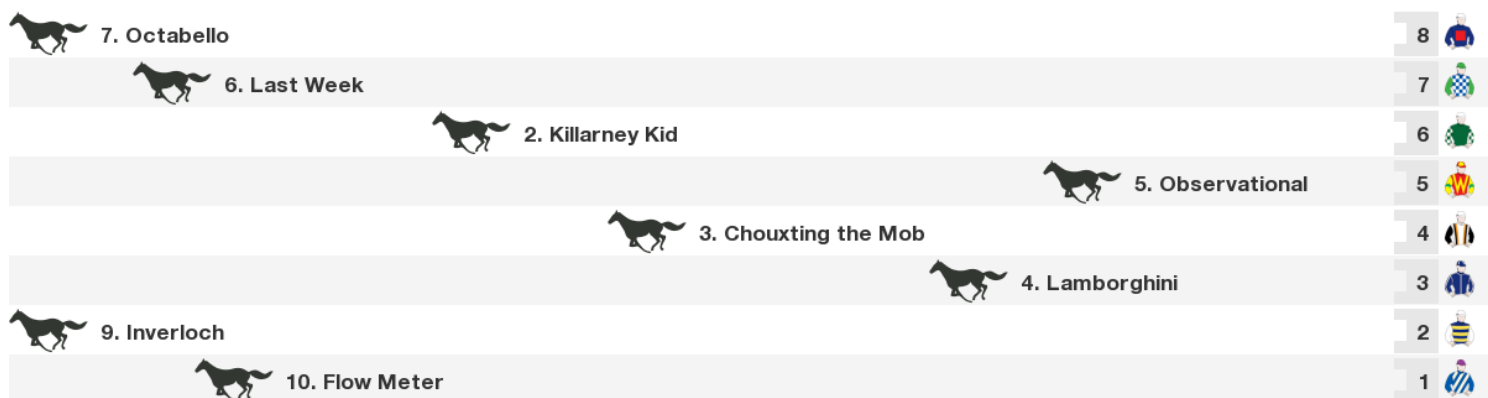 7. Octabello 8
6. Last Week 7
2. Killarney Kid 6
5. Observational 5 W
3. Chouxting the Mob 4
4. Lamborghini 3
9. Inverloch 2
10. Flow Meter 1